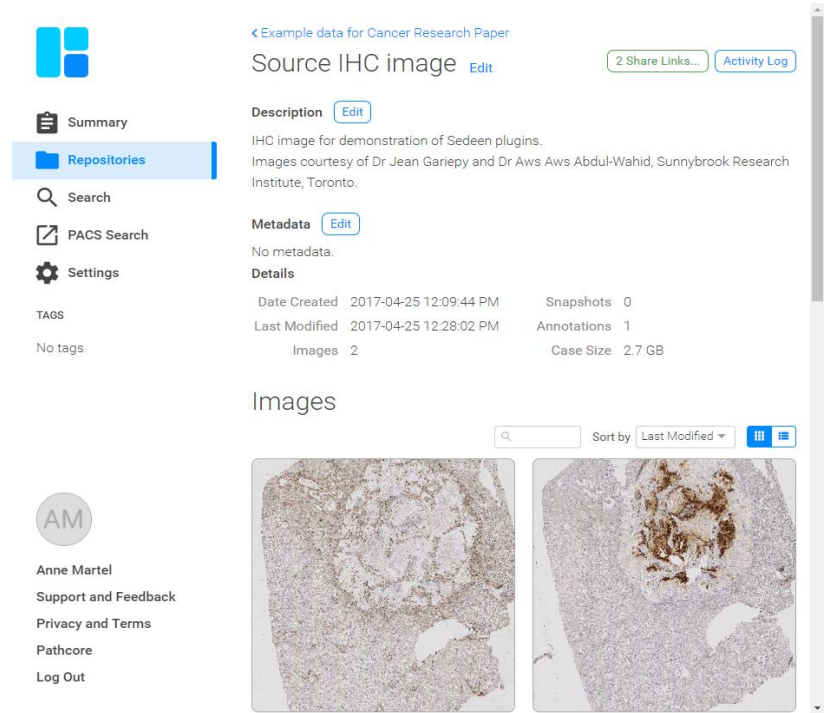 Summary
Repositories
Search
PACS Search
Settings
TAGS
No tags
AM
Anne Martel
Support and Feedback
Privacy and Terms
Pathcore
Log Out
Example data for Cancer Research Paper
Source IHC image Edit
2 Share Links... Activity Log
Description Edit
IHC image for demonstration of Sedeen plugins.
Images courtesy of Dr Jean Gariepy and Dr Aws Aws Abdul-Wahid, Sunnybrook Research
Institute, Toronto.
Metadata Edit
No metadata.
Details
Date Created 2017-04-25 12:09:44 PM Snapshots 0
Last Modified 2017-04-25 12:28:02 PM Annotations 1
Images 2 Case Size 2.7 GB
Images
Sort by Last Modified